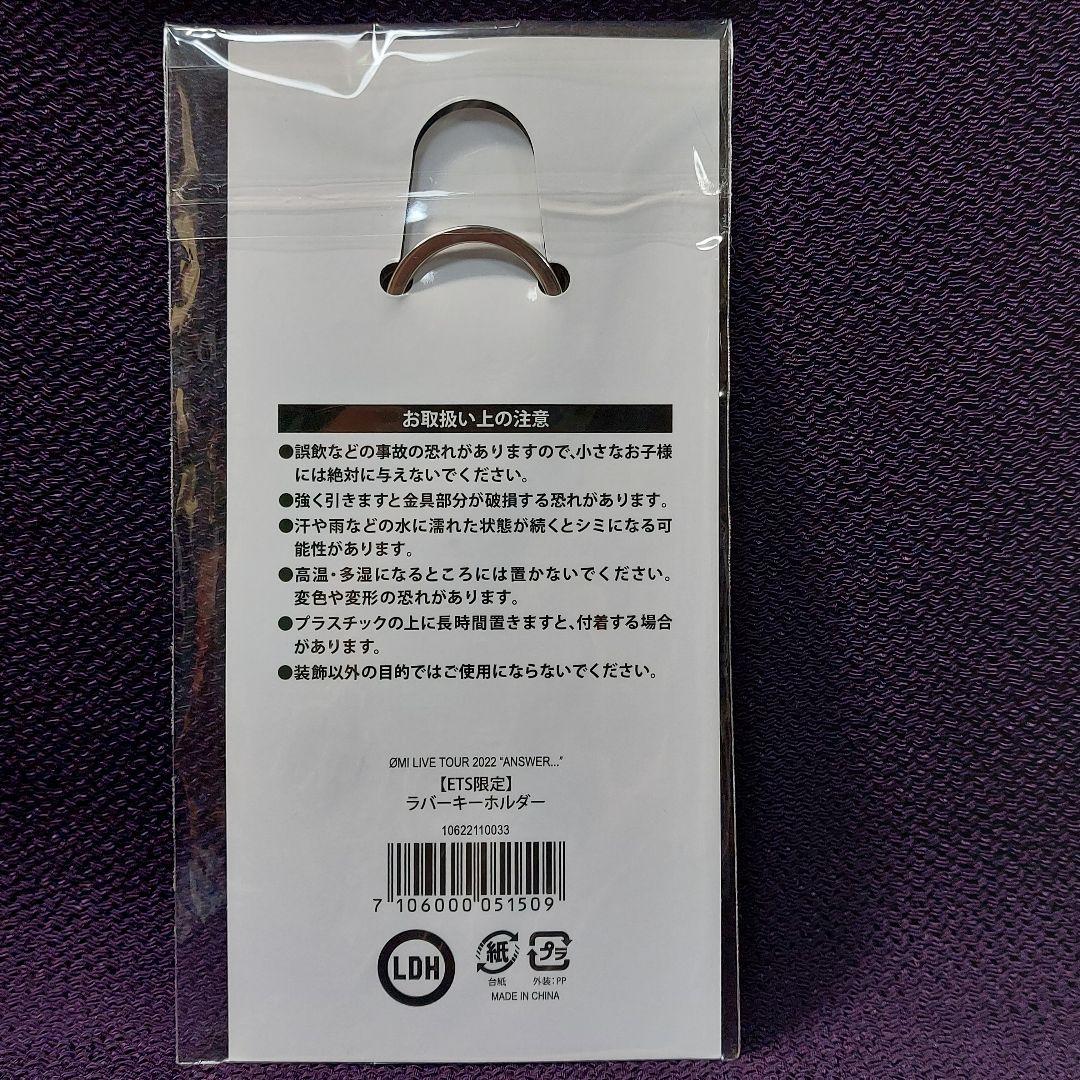 お取扱い上の注意
●誤飲などの事故の恐れがありますので、小さなお子様
には絶対に与えないでください。
●強く引きますと金具部分が破損する恐れがあります。
●汗や雨などの水に濡れた状態が続くとシミになる可
能性があります。
●高温・多湿になるところには置かないでください。
変色や変形の恐れがあります。
●プラスチックの上に長時間置きますと、付着する場合
があります。
●装飾以外の目的ではご使用にならないでください。
ØMI LIVE TOUR 2022 “ANSWER...”
【ETS限定】
ラバーキーホルダー
10622110033
7 106000 051509
LDH 紙 プラ
台紙 外装：PP
MADE IN CHINA